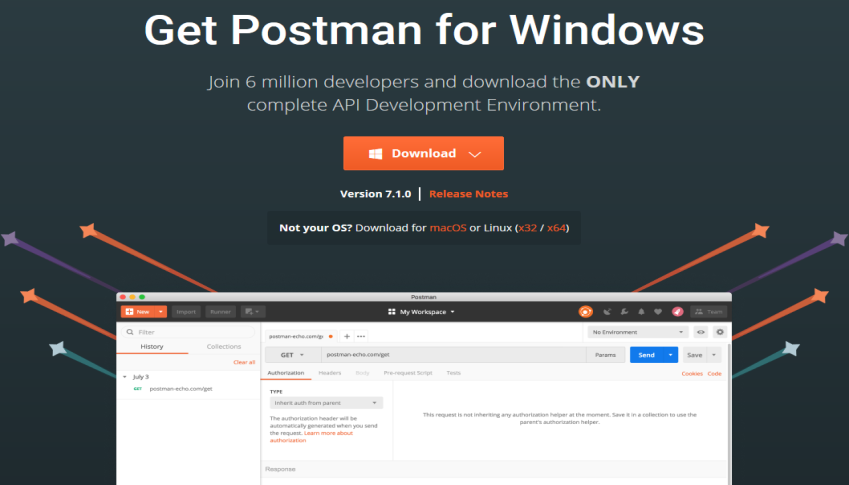 Get Postman for Windows
Join 6 million developers and download the ONLY
complete API Development Environment.
Download
Version 7.1.0 | Release Notes
Not your OS? Download for macOS or Linux (x32 / x64)
Postman
New Import Runner My Workspace Team
Filter
History Collections
Clear all
July 3
GET postman-echo.com/get
postman-echo.com/ge + ••• No Environment
GET postman-echo.com/get Params Send Save
Authorization Headers Body Pre-request Script Tests Cookies Code
TYPE
Inherit auth from parent
The authorization header will be
automatically generated when you send
the request. Learn more about
authorization
This request is not inheriting any authorization helper at the moment. Save it in a collection to use the
parent's authorization helper.
Response